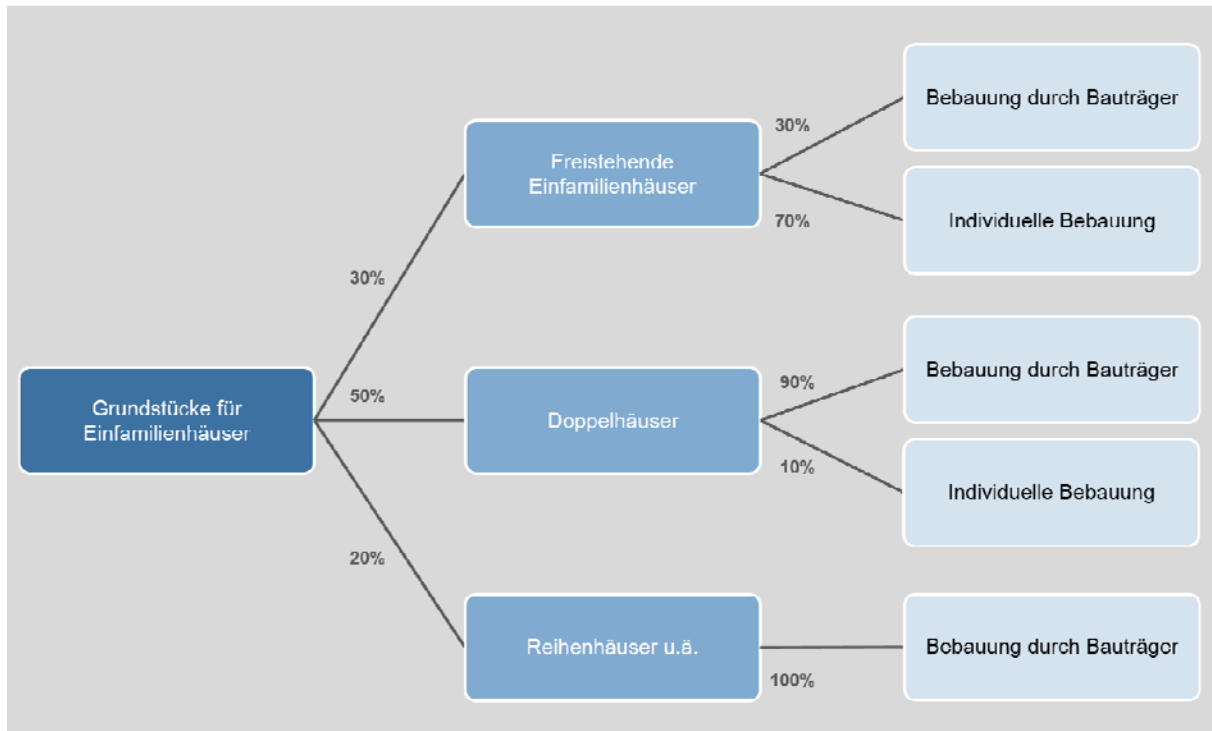 Bebauung durch Bauträger
30%
Freistehende
Einfamilienhäuser
70%
Individuelle Bebauung
30%
Grundstücke für
Einfamilienhäuser
50%
Doppelhäuser
90%
Bebauung durch Bauträger
10%
Individuelle Bebauung
20%
Reihenhäuser u.ä.
100%
Bebauung durch Bauträger